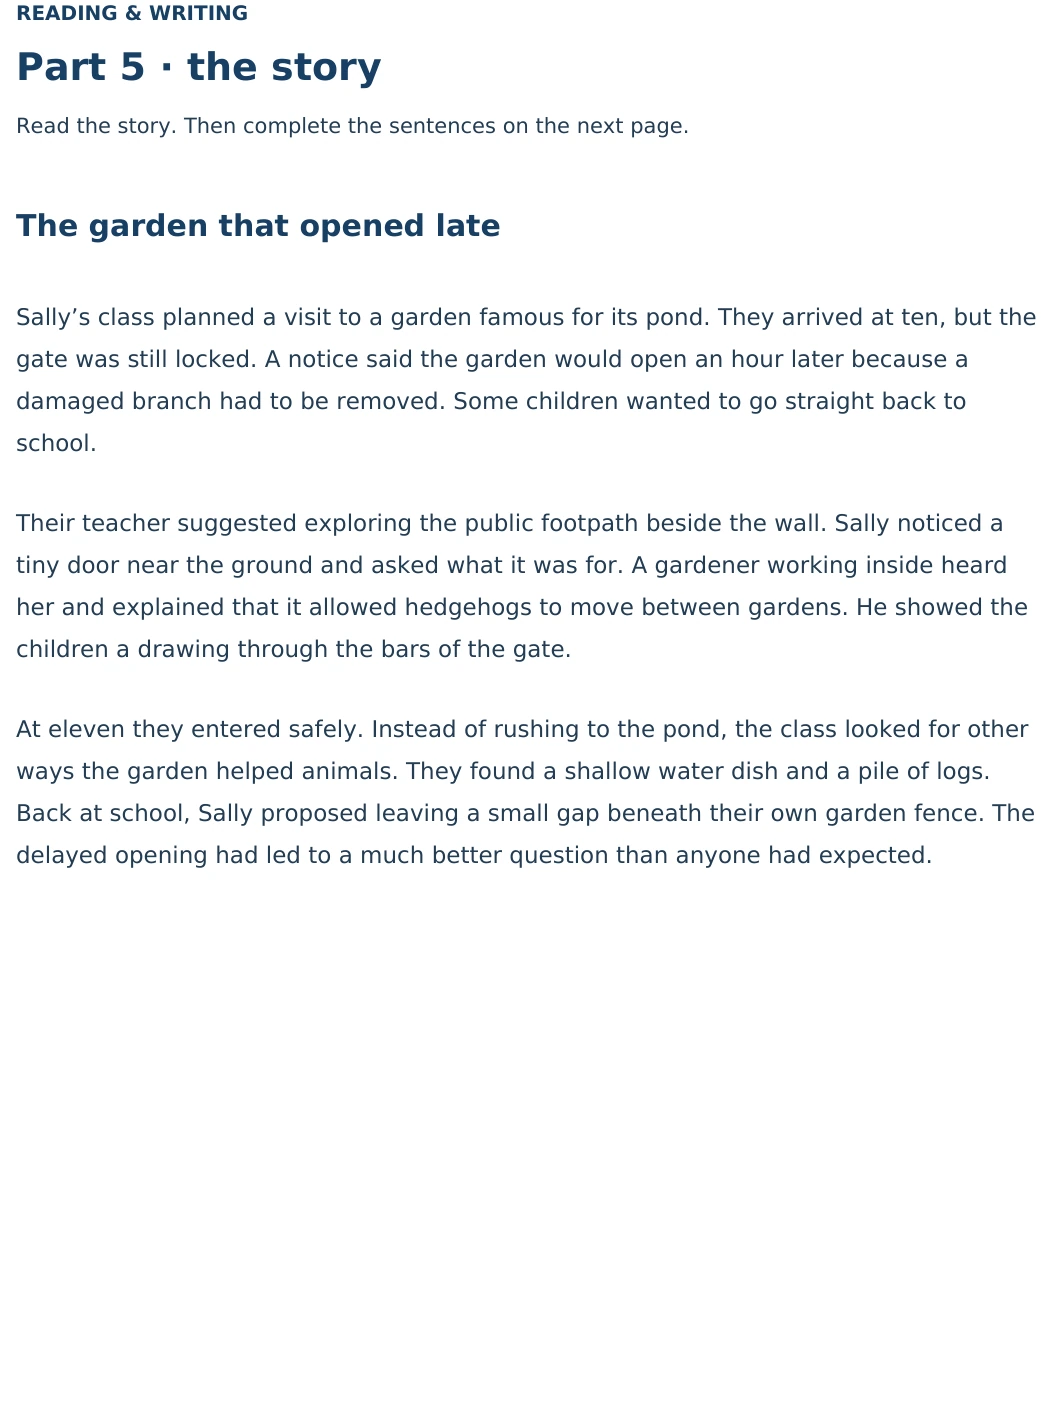 READING & WRITING
Part 5 · the story
Read the story. Then complete the sentences on the next page.
The garden that opened late
Sally’s class planned a visit to a garden famous for its pond. They arrived at ten, but the
gate was still locked. A notice said the garden would open an hour later because a
damaged branch had to be removed. Some children wanted to go straight back to
school.
Their teacher suggested exploring the public footpath beside the wall. Sally noticed a
tiny door near the ground and asked what it was for. A gardener working inside heard
her and explained that it allowed hedgehogs to move between gardens. He showed the
children a drawing through the bars of the gate.
At eleven they entered safely. Instead of rushing to the pond, the class looked for other
ways the garden helped animals. They found a shallow water dish and a pile of logs.
Back at school, Sally proposed leaving a small gap beneath their own garden fence. The
delayed opening had led to a much better question than anyone had expected.